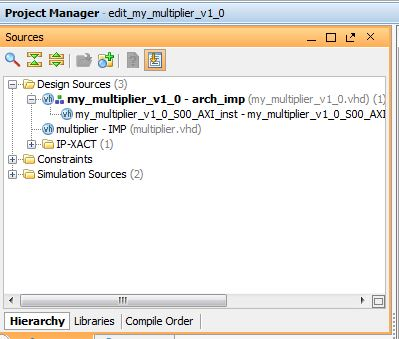 Project Manager - edit_my_multiplier_v1_0
Sources
Design Sources (3)
my_multiplier_v1_0 - arch_imp (my_multiplier_v1_0.vhd) (1)
my_multiplier_v1_0_S00_AXI_inst - my_multiplier_v1_0_S00_AXI
multiplier - IMP (multiplier.vhd)
IP-XACT (1)
Constraints
Simulation Sources (2)
Hierarchy Libraries Compile Order